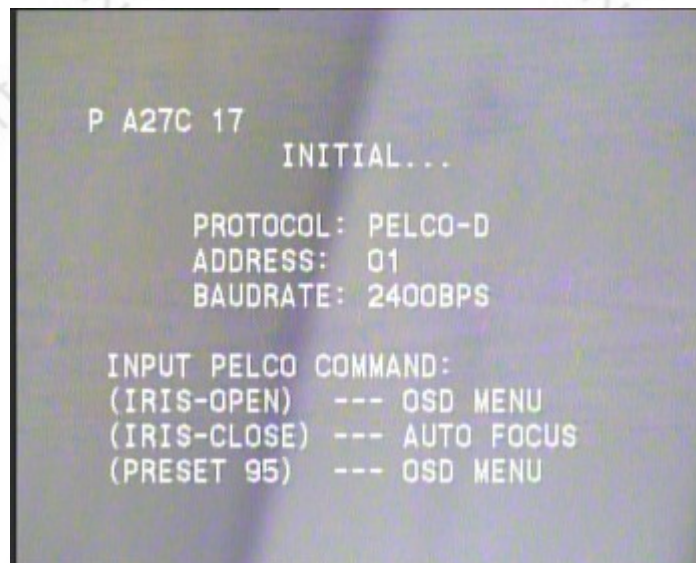 P A27C 17
INITIAL...
PROTOCOL: PELCO-D
ADDRESS: 01
BAUDRATE: 2400BPS
INPUT PELCO COMMAND:
(IRIS-OPEN) --- OSD MENU
(IRIS-CLOSE) --- AUTO FOCUS
(PRESET 95) --- OSD MENU